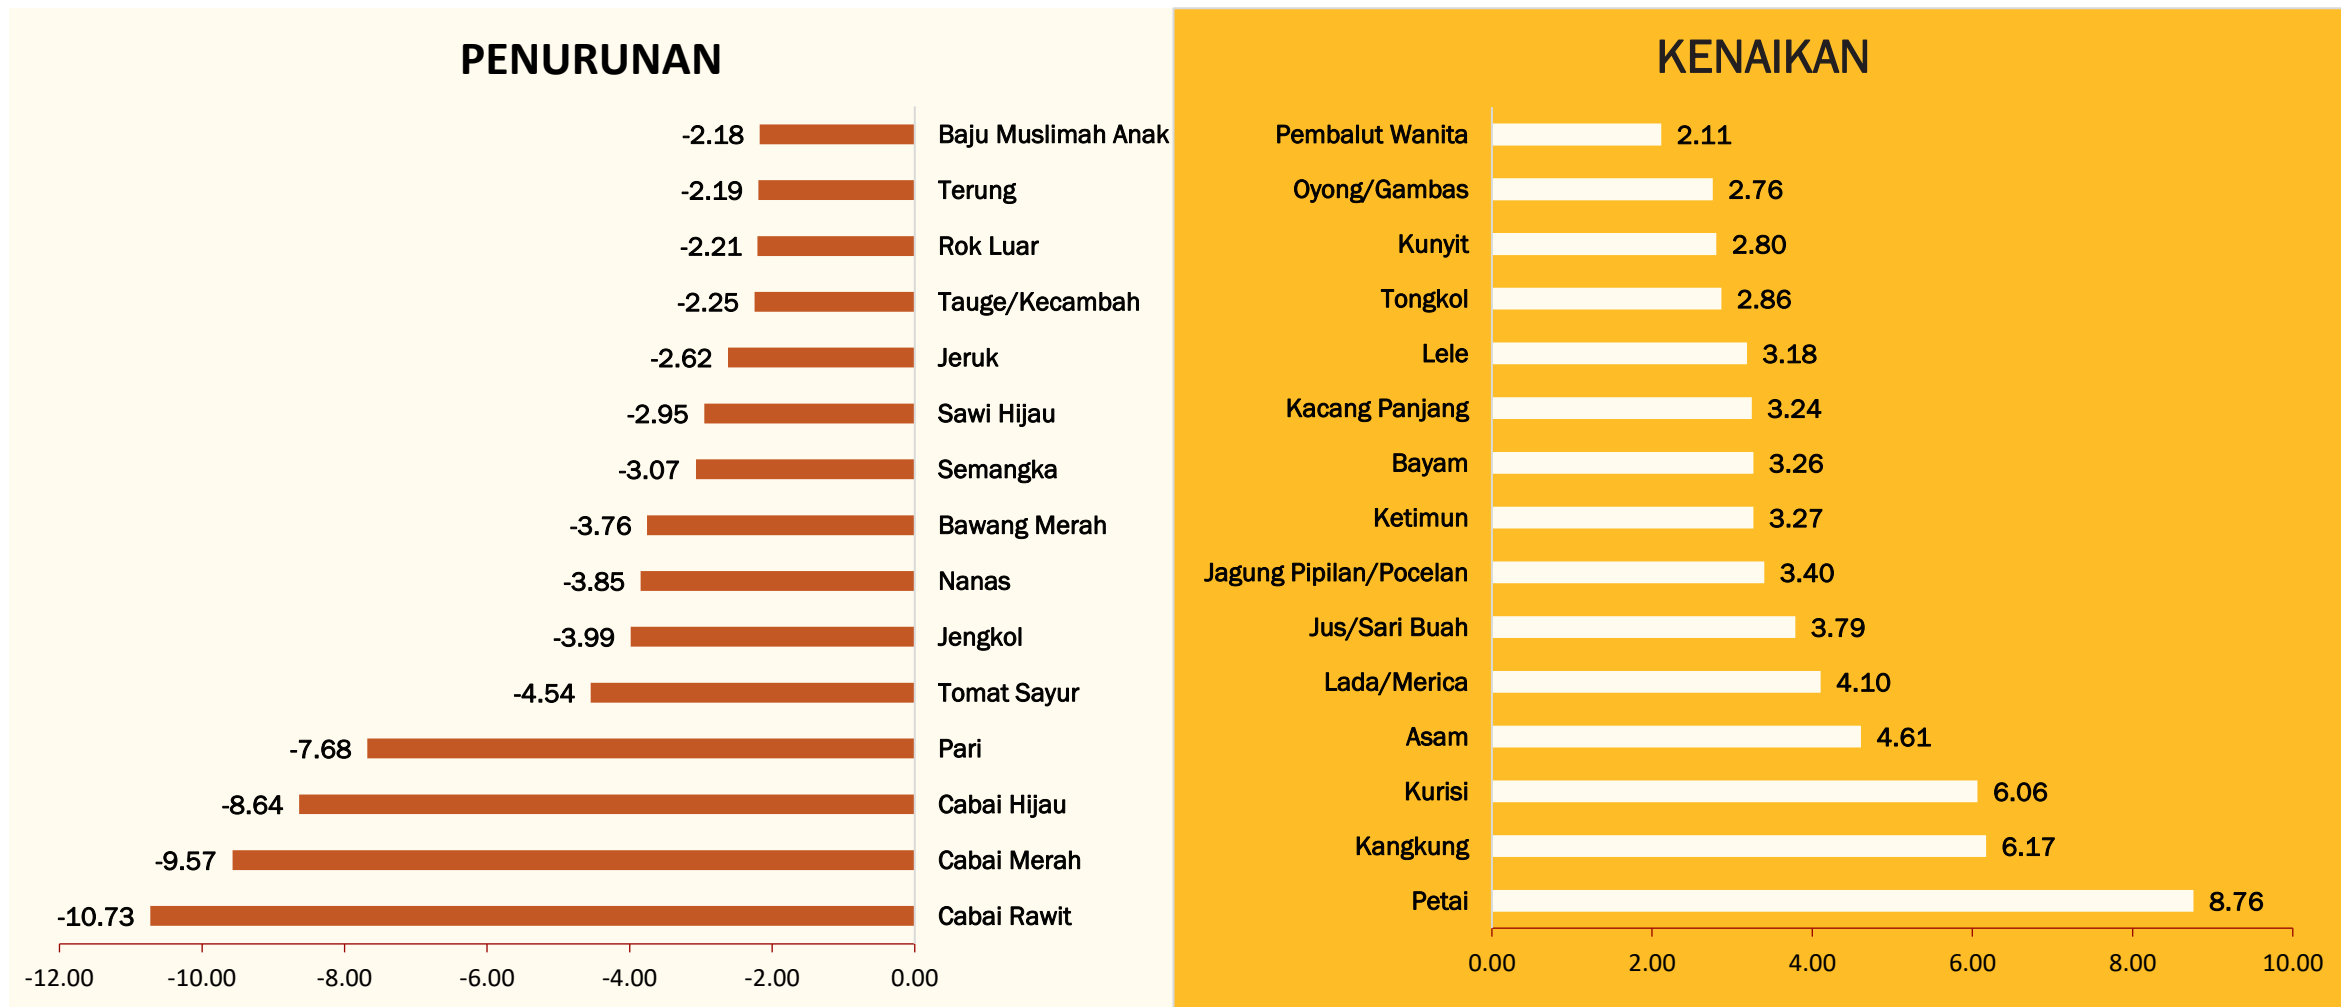 PENURUNAN
-2.18 Baju Muslimah Anak
-2.19 Terung
-2.21 Rok Luar
-2.25 Tauge/Kecambah
-2.62 Jeruk
-2.95 Sawi Hijau
-3.07 Semangka
-3.76 Bawang Merah
-3.85 Nanas
-3.99 Jengkol
-4.54 Tomat Sayur
-7.68 Pari
-8.64 Cabai Hijau
-9.57 Cabai Merah
-10.73 Cabai Rawit
-12.00 -10.00 -8.00 -6.00 -4.00 -2.00 0.00
KENAIKAN
Pembalut Wanita 2.11
Oyong/Gambas 2.76
Kunyit 2.80
Tongkol 2.86
Lele 3.18
Kacang Panjang 3.24
Bayam 3.26
Ketimun 3.27
Jagung Pipilan/Pocelan 3.40
Jus/Sari Buah 3.79
Lada/Merica 4.10
Asam 4.61
Kurisi 6.06
Kangkung 6.17
Petai 8.76
0.00 2.00 4.00 6.00 8.00 10.00